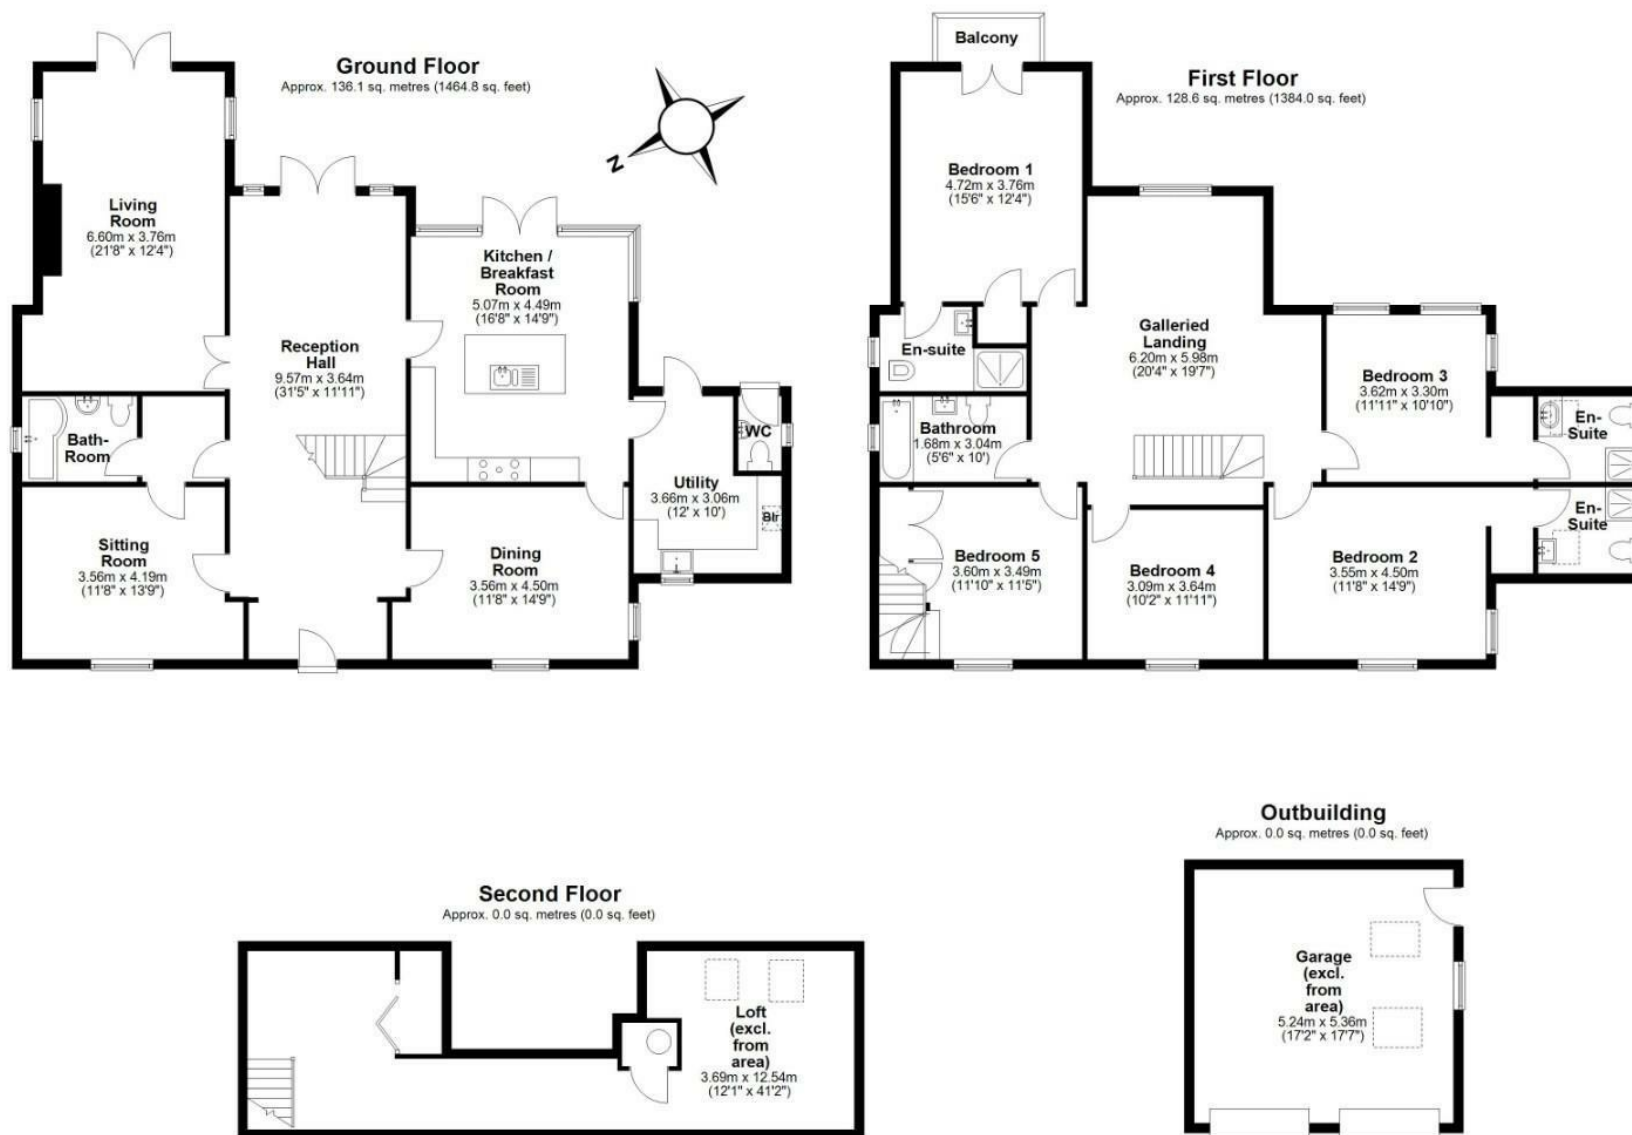 Ground Floor
Approx. 136.1 sq. metres (1464.8 sq. feet)
Living
Room
6.60m x 3.76m
(21'8" x 12'4")
Reception
Hall
9.57m x 3.64m
(31'5" x 11'11")
Kitchen /
Breakfast
Room
5.07m x 4.49m
(16'8" x 14'9")
Bath-
Room
WC
Utility
3.66m x 3.06m
(12' x 10')
Blr
Sitting
Room
3.56m x 4.19m
(11'8" x 13'9")
Dining
Room
3.56m x 4.50m
(11'8" x 14'9")
N
First Floor
Approx. 128.6 sq. metres (1384.0 sq. feet)
Balcony
Bedroom 1
4.72m x 3.76m
(15'6" x 12'4")
En-suite
Galleried
Landing
6.20m x 5.98m
(20'4" x 19'7")
Bedroom 3
3.62m x 3.30m
(11'11" x 10'10")
En-
Suite
Bathroom
1.68m x 3.04m
(5'6" x 10')
En-
Suite
Bedroom 5
3.60m x 3.49m
(11'10" x 11'5")
Bedroom 4
3.09m x 3.64m
(10'2" x 11'11")
Bedroom 2
3.55m x 4.50m
(11'8" x 14'9")
Second Floor
Approx. 0.0 sq. metres (0.0 sq. feet)
Loft
(excl.
from
area)
3.69m x 12.54m
(12'1" x 41'2")
Outbuilding
Approx. 0.0 sq. metres (0.0 sq. feet)
Garage
(excl.
from
area)
5.24m x 5.36m
(17'2" x 17'7")